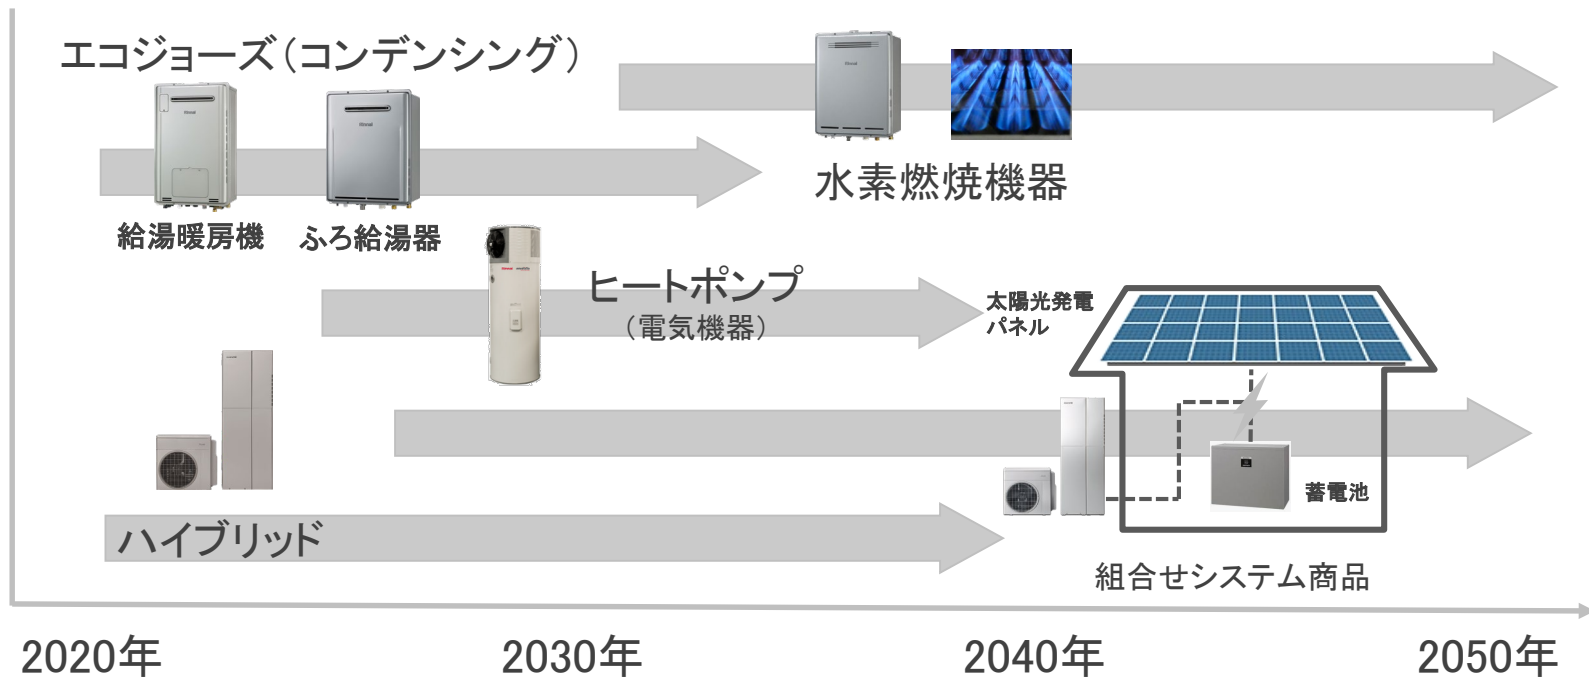 エコジョーズ（コンデンシング）
Rinnai
Rinnai
Rinnai
水素燃焼機器
給湯暖房機
ふろ給湯器
ヒートポンプ
（電気機器）
太陽光発電
パネル
蓄電池
ハイブリッド
組合せシステム商品
2020年
2030年
2040年
2050年